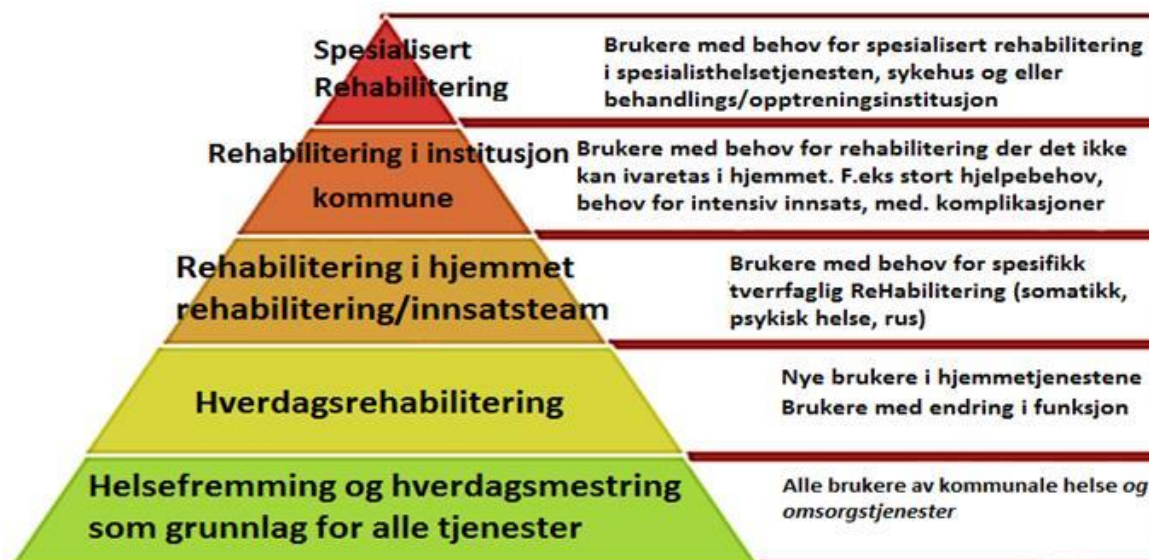 Spesialisert
Rehabilitering
Brukere med behov for spesialisert rehabilitering
i spesialisthelsetjenesten, sykehus og eller
behandlings/opptreningsinstitusjon
Rehabilitering i institusjon
kommune
Brukere med behov for rehabilitering der det ikke
kan ivaretas i hjemmet. F.eks stort hjelpebehov,
behov for intensiv innsats, med. komplikasjoner
Rehabilitering i hjemmet
rehabilitering/innsatsteam
Brukere med behov for spesifikk
tverrfaglig ReHabilitering (somatikk,
psykisk helse, rus)
Hverdagsrehabilitering
Nye brukere i hjemmetjenestene
Brukere med endring i funksjon
Helsefremming og hverdagsmestring
som grunnlag for alle tjenester
Alle brukere av kommunale helse og
omsorgstjenester